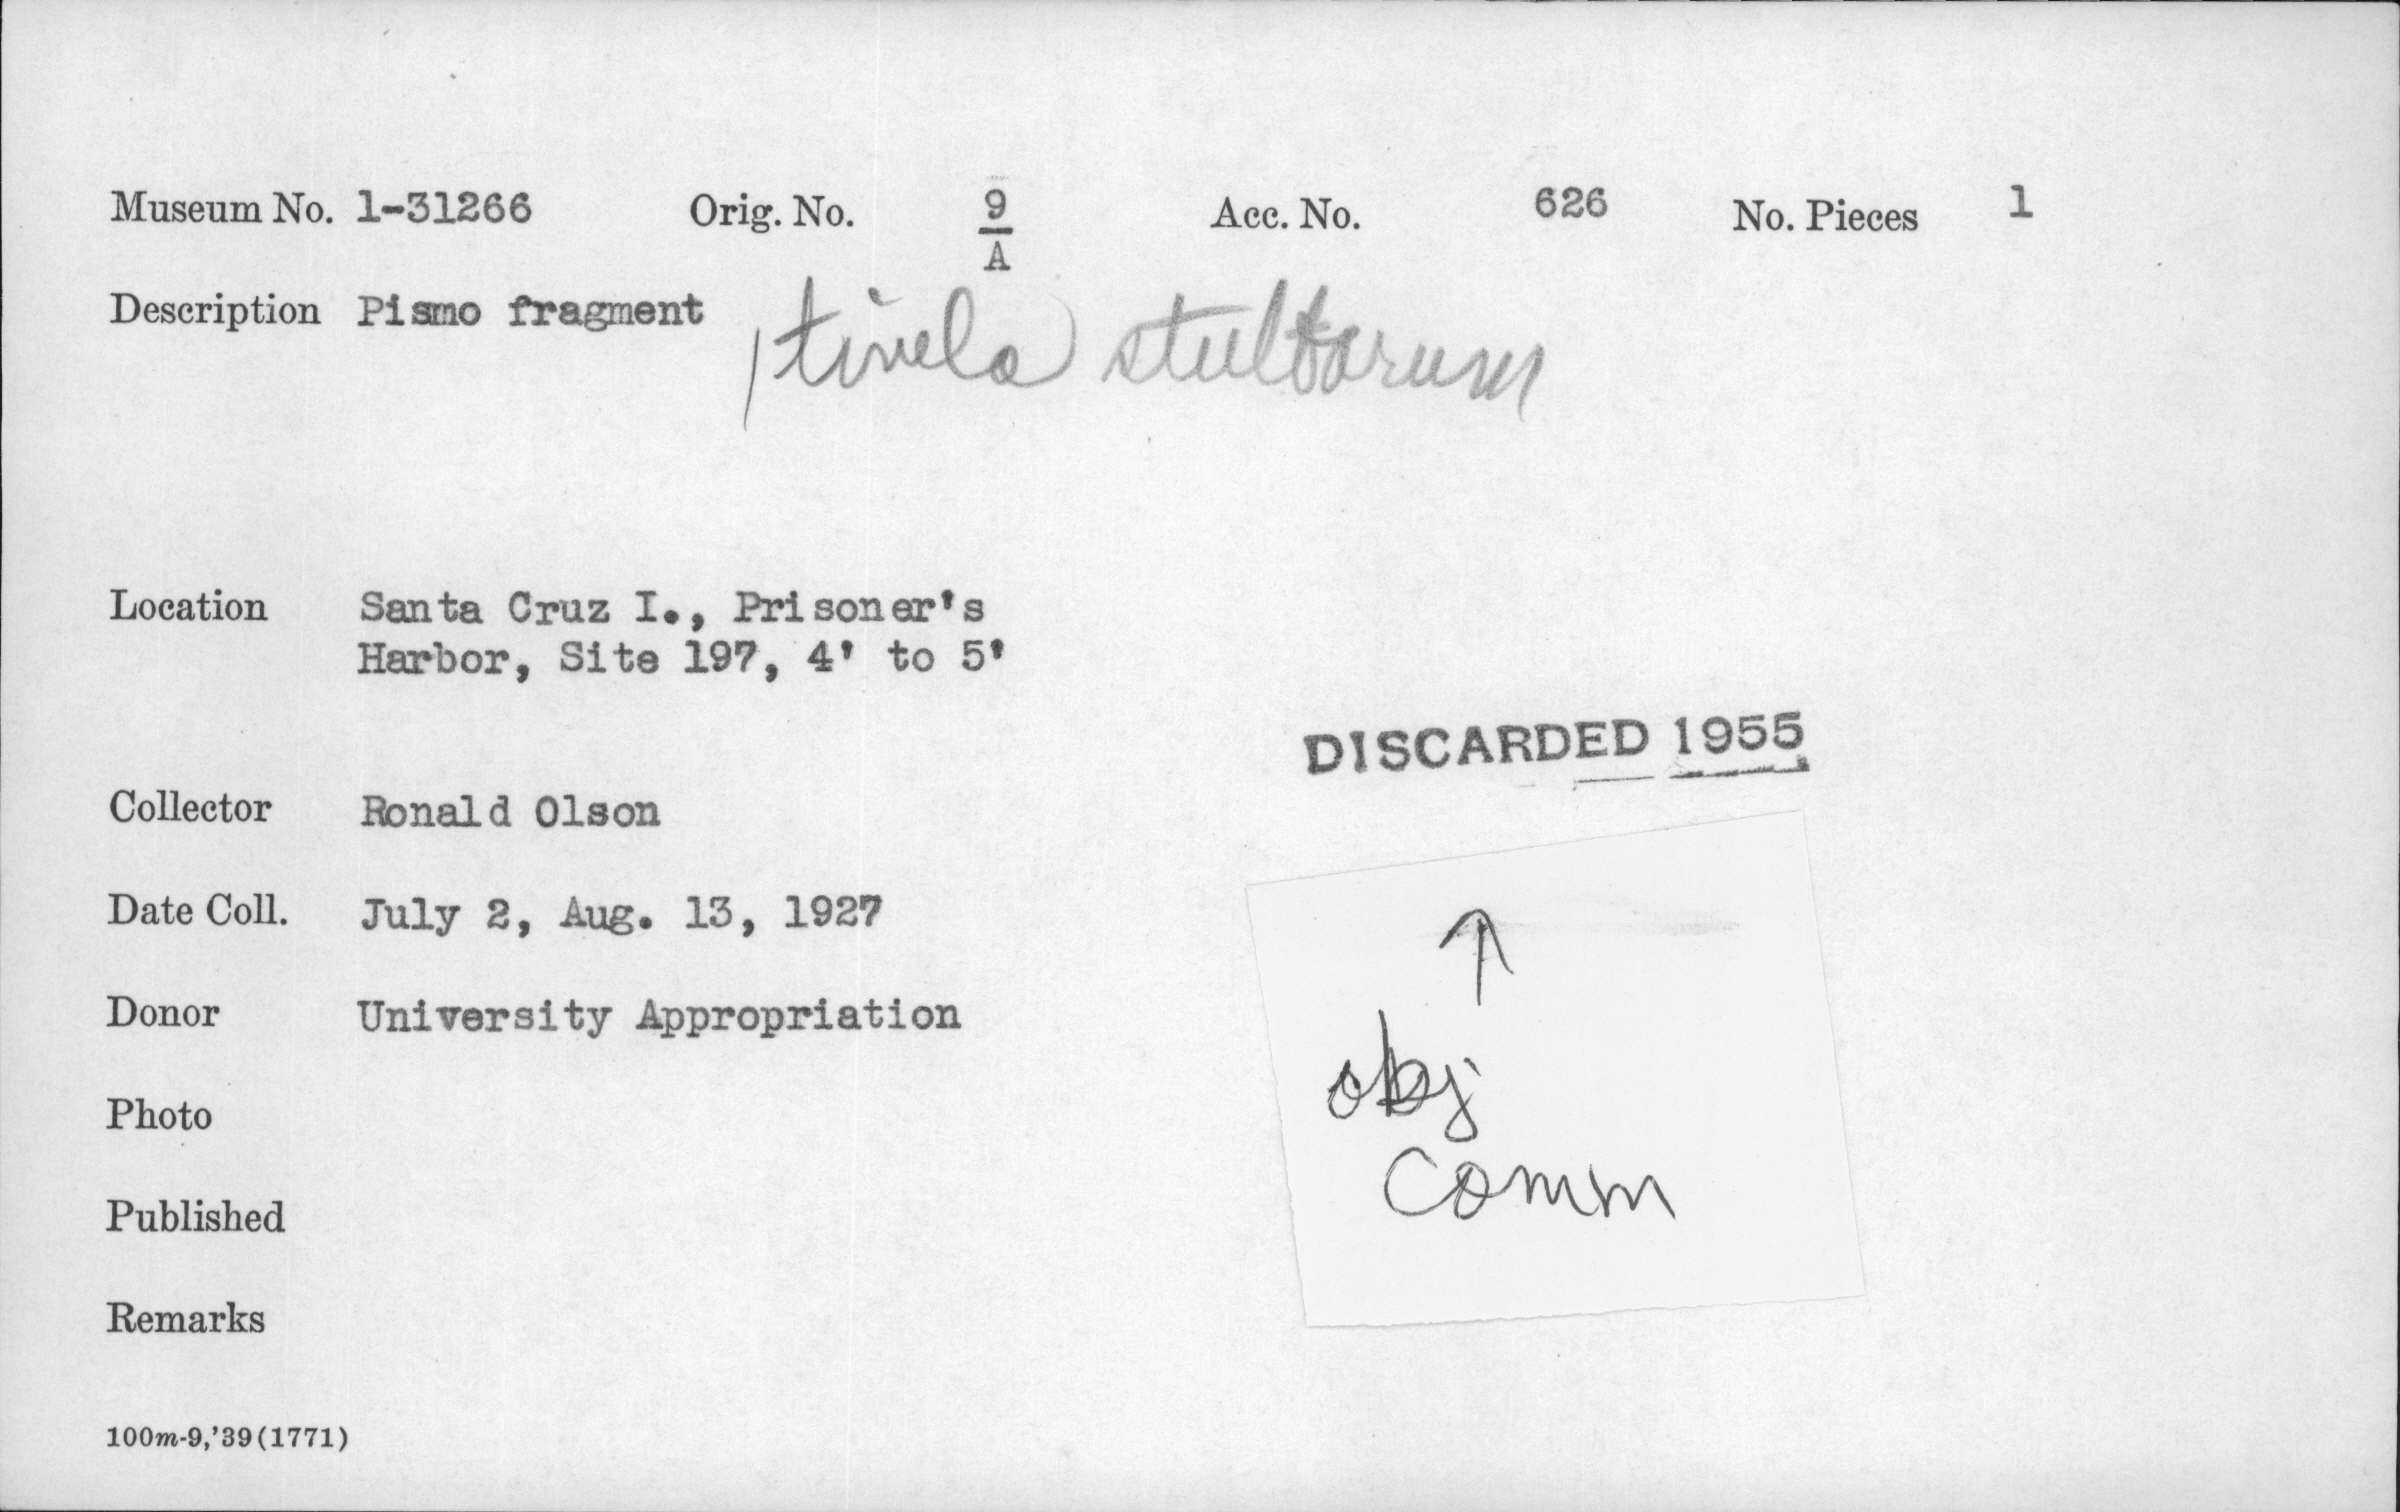 Museum No. 1-31266 Orig. No. 9/A Acc. No. 626 No. Pieces 1
Description Pismo fragment
tivela stultorum
Location Santa Cruz I., Prisoner's
Harbor, Site 197, 4' to 5'
DISCARDED 1955
Collector Ronald Olson
Date Coll. July 2, Aug. 13, 1927
Donor University Appropriation
Photo
Published
Remarks
↑
obj
Comm
100m-9,'39(1771)